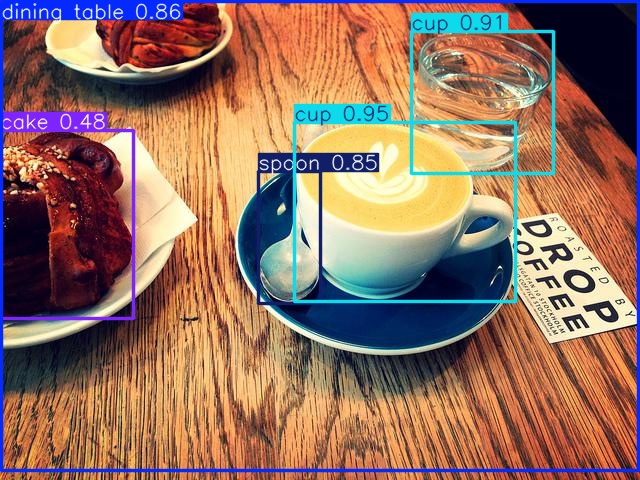 dining table 0.86
cup 0.91
cup 0.95
cake 0.48
spoon 0.85
ROASTED BY
DROP
COFFEE
STOCKHOLM